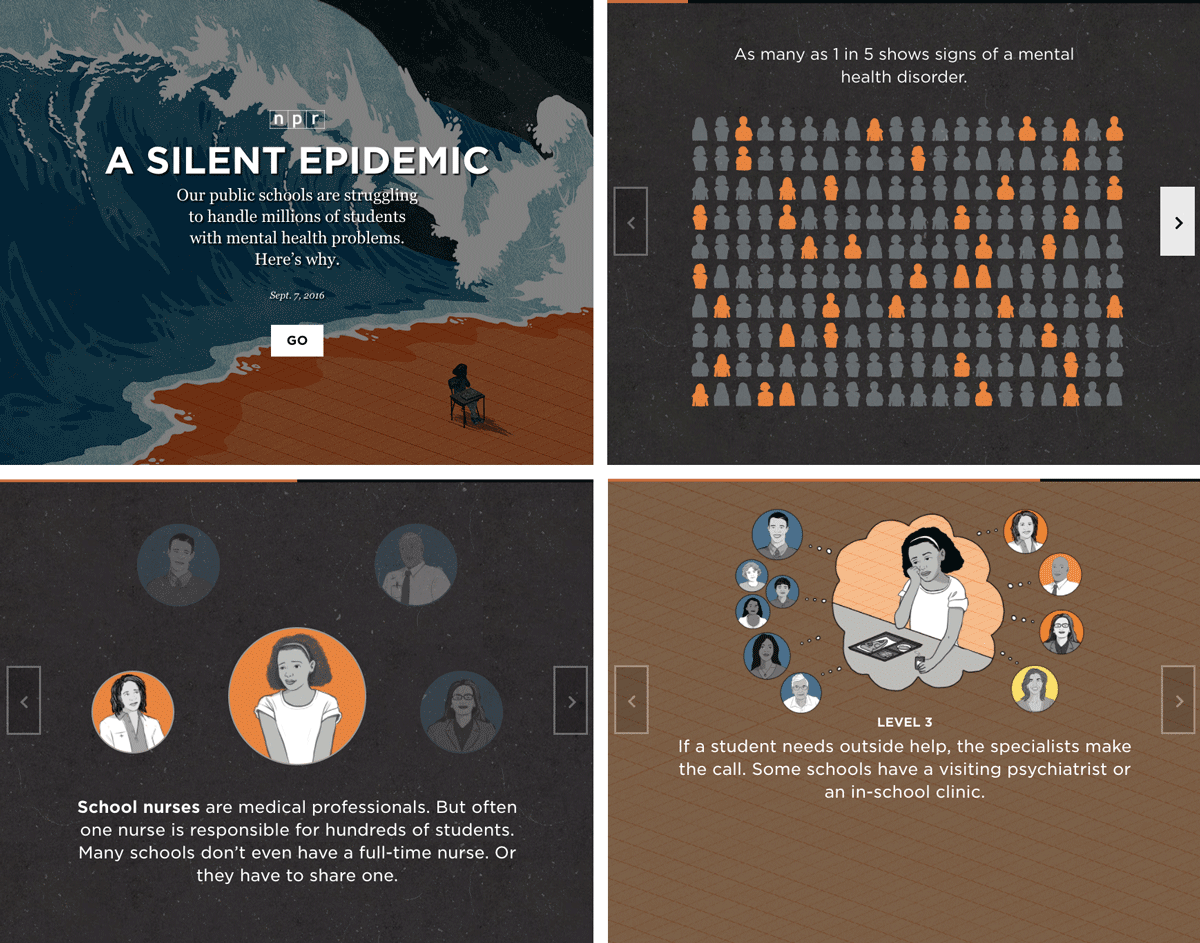 npr
A SILENT EPIDEMIC
Our public schools are struggling
to handle millions of students
with mental health problems.
Here’s why.
Sept. 7, 2016
GO
As many as 1 in 5 shows signs of a mental
health disorder.
School nurses are medical professionals. But often
one nurse is responsible for hundreds of students.
Many schools don’t even have a full-time nurse. Or
they have to share one.
LEVEL 3
If a student needs outside help, the specialists make
the call. Some schools have a visiting psychiatrist or
an in-school clinic.